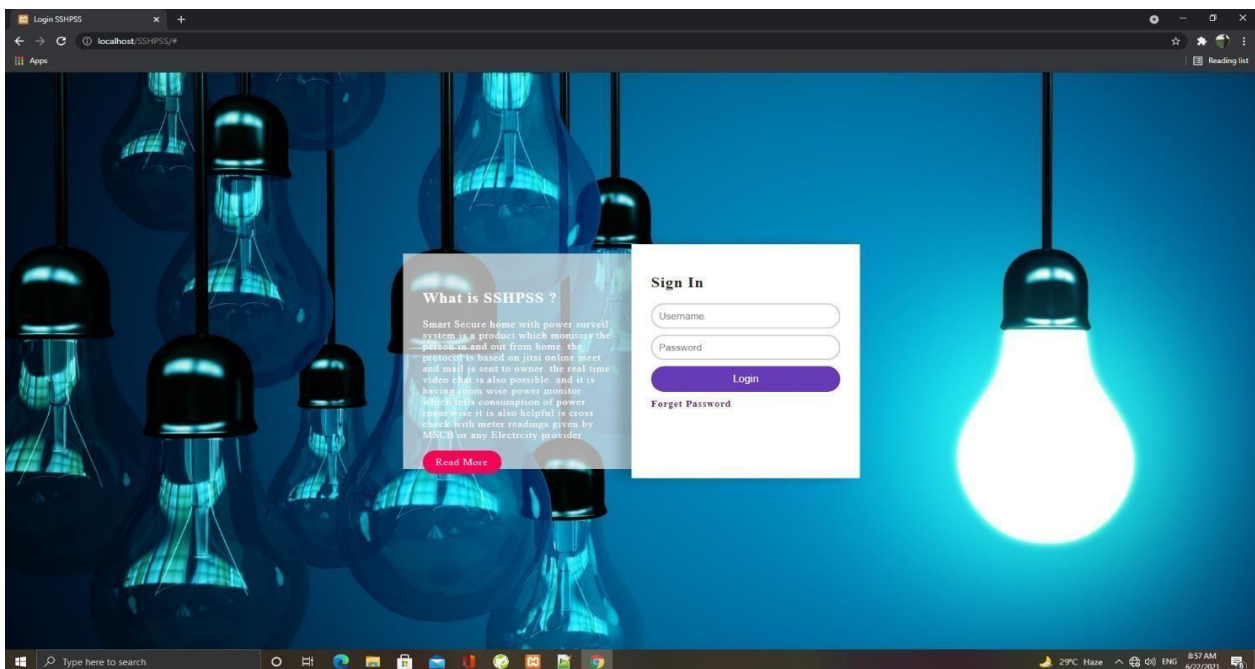 Login SSHPSS
localhost/SSHPSS/#
Apps
Reading list
What is SSHPSS ?
Smart Secure home with power surveil
system is a product which monitors the
person in and out from home. the
protocol is based on jitsi online meet
and mail is sent to owner. the real time
video chat is also possible. and it is
having room wise power monitor
which tells consumption of power
room wise it is also helpful is cross
check with meter readings given by
MSCB or any Electrcity provider
Read More
Sign In
Username
Password
Login
Forget Password
Type here to search
29°C Haze
ENG
8:57 AM
6/22/2021